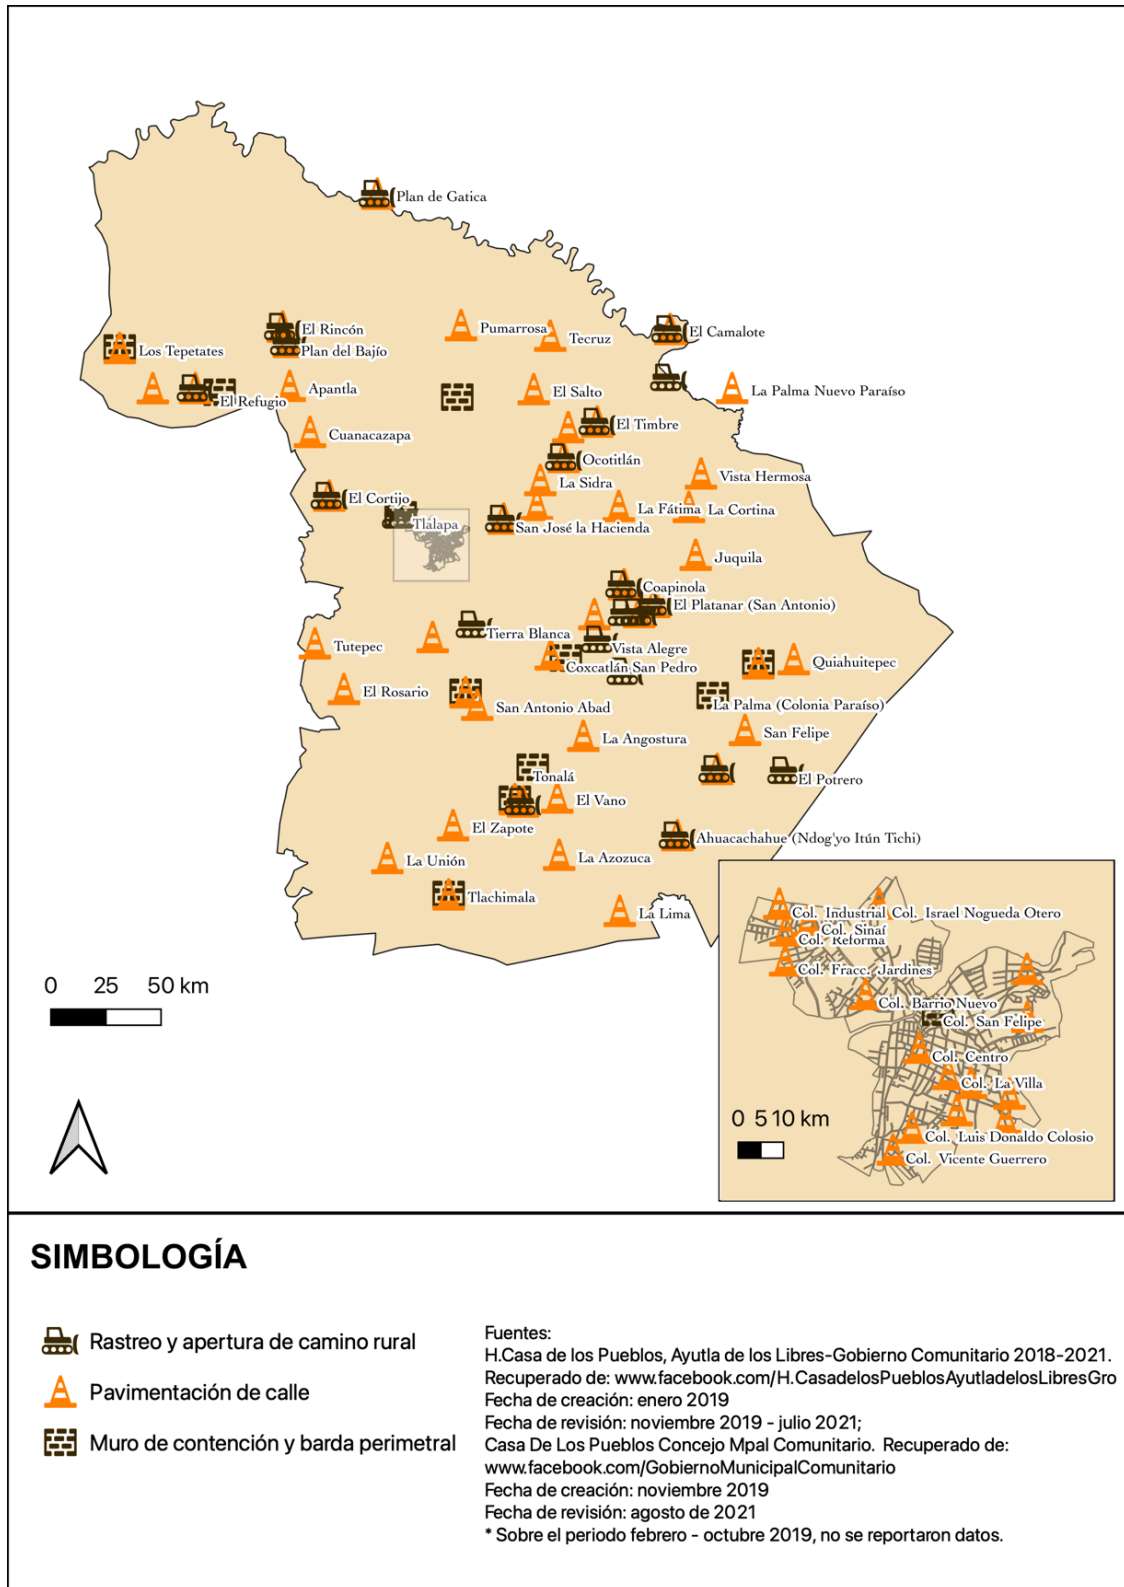 Plan de Gatica
El Rincón
Pumarrosa
Tecruz
El Camalote
Los Tepetates
Plan del Bajío
El Refugio
Apantla
El Salto
La Palma Nuevo Paraíso
Cuanacazapa
El Timbre
Ocotitlán
La Sidra
Vista Hermosa
El Cortijo
La Fátima
La Cortina
Tlalapa
San José la Hacienda
Juquila
Coapinola
El Platanar (San Antonio)
Tierra Blanca
Tutepec
Vista Alegre
Coxcatlán San Pedro
Quiahuitepec
El Rosario
San Antonio Abad
La Palma (Colonia Paraíso)
La Angostura
San Felipe
Tonalá
El Potrero
El Vano
El Zapote
Ahuacachahue (Ndog'yo Itún Tichi)
La Unión
La Azozuca
Tlachimala
La Lima
Col. Industrial
Col. Israel Nogueda Otero
Col. Sinaí
Col. Reforma
Col. Fracc. Jardines
Col. Barrio Nuevo
Col. San Felipe
Col. Centro
Col. La Villa
Col. Luis Donaldo Colosio
Col. Vicente Guerrero
0 5 10 km
0 25 50 km
SIMBOLOGÍA
Rastreo y apertura de camino rural
Pavimentación de calle
Muro de contención y barda perimetral
Fuentes:
H.Casa de los Pueblos, Ayutla de los Libres-Gobierno Comunitario 2018-2021.
Recuperado de: www.facebook.com/H.CasadelosPueblosAyutladelosLibresGro
Fecha de creación: enero 2019
Fecha de revisión: noviembre 2019 - julio 2021;
Casa De Los Pueblos Concejo Mpal Comunitario. Recuperado de:
www.facebook.com/GobiernoMunicipalComunitario
Fecha de creación: noviembre 2019
Fecha de revisión: agosto de 2021
* Sobre el periodo febrero - octubre 2019, no se reportaron datos.